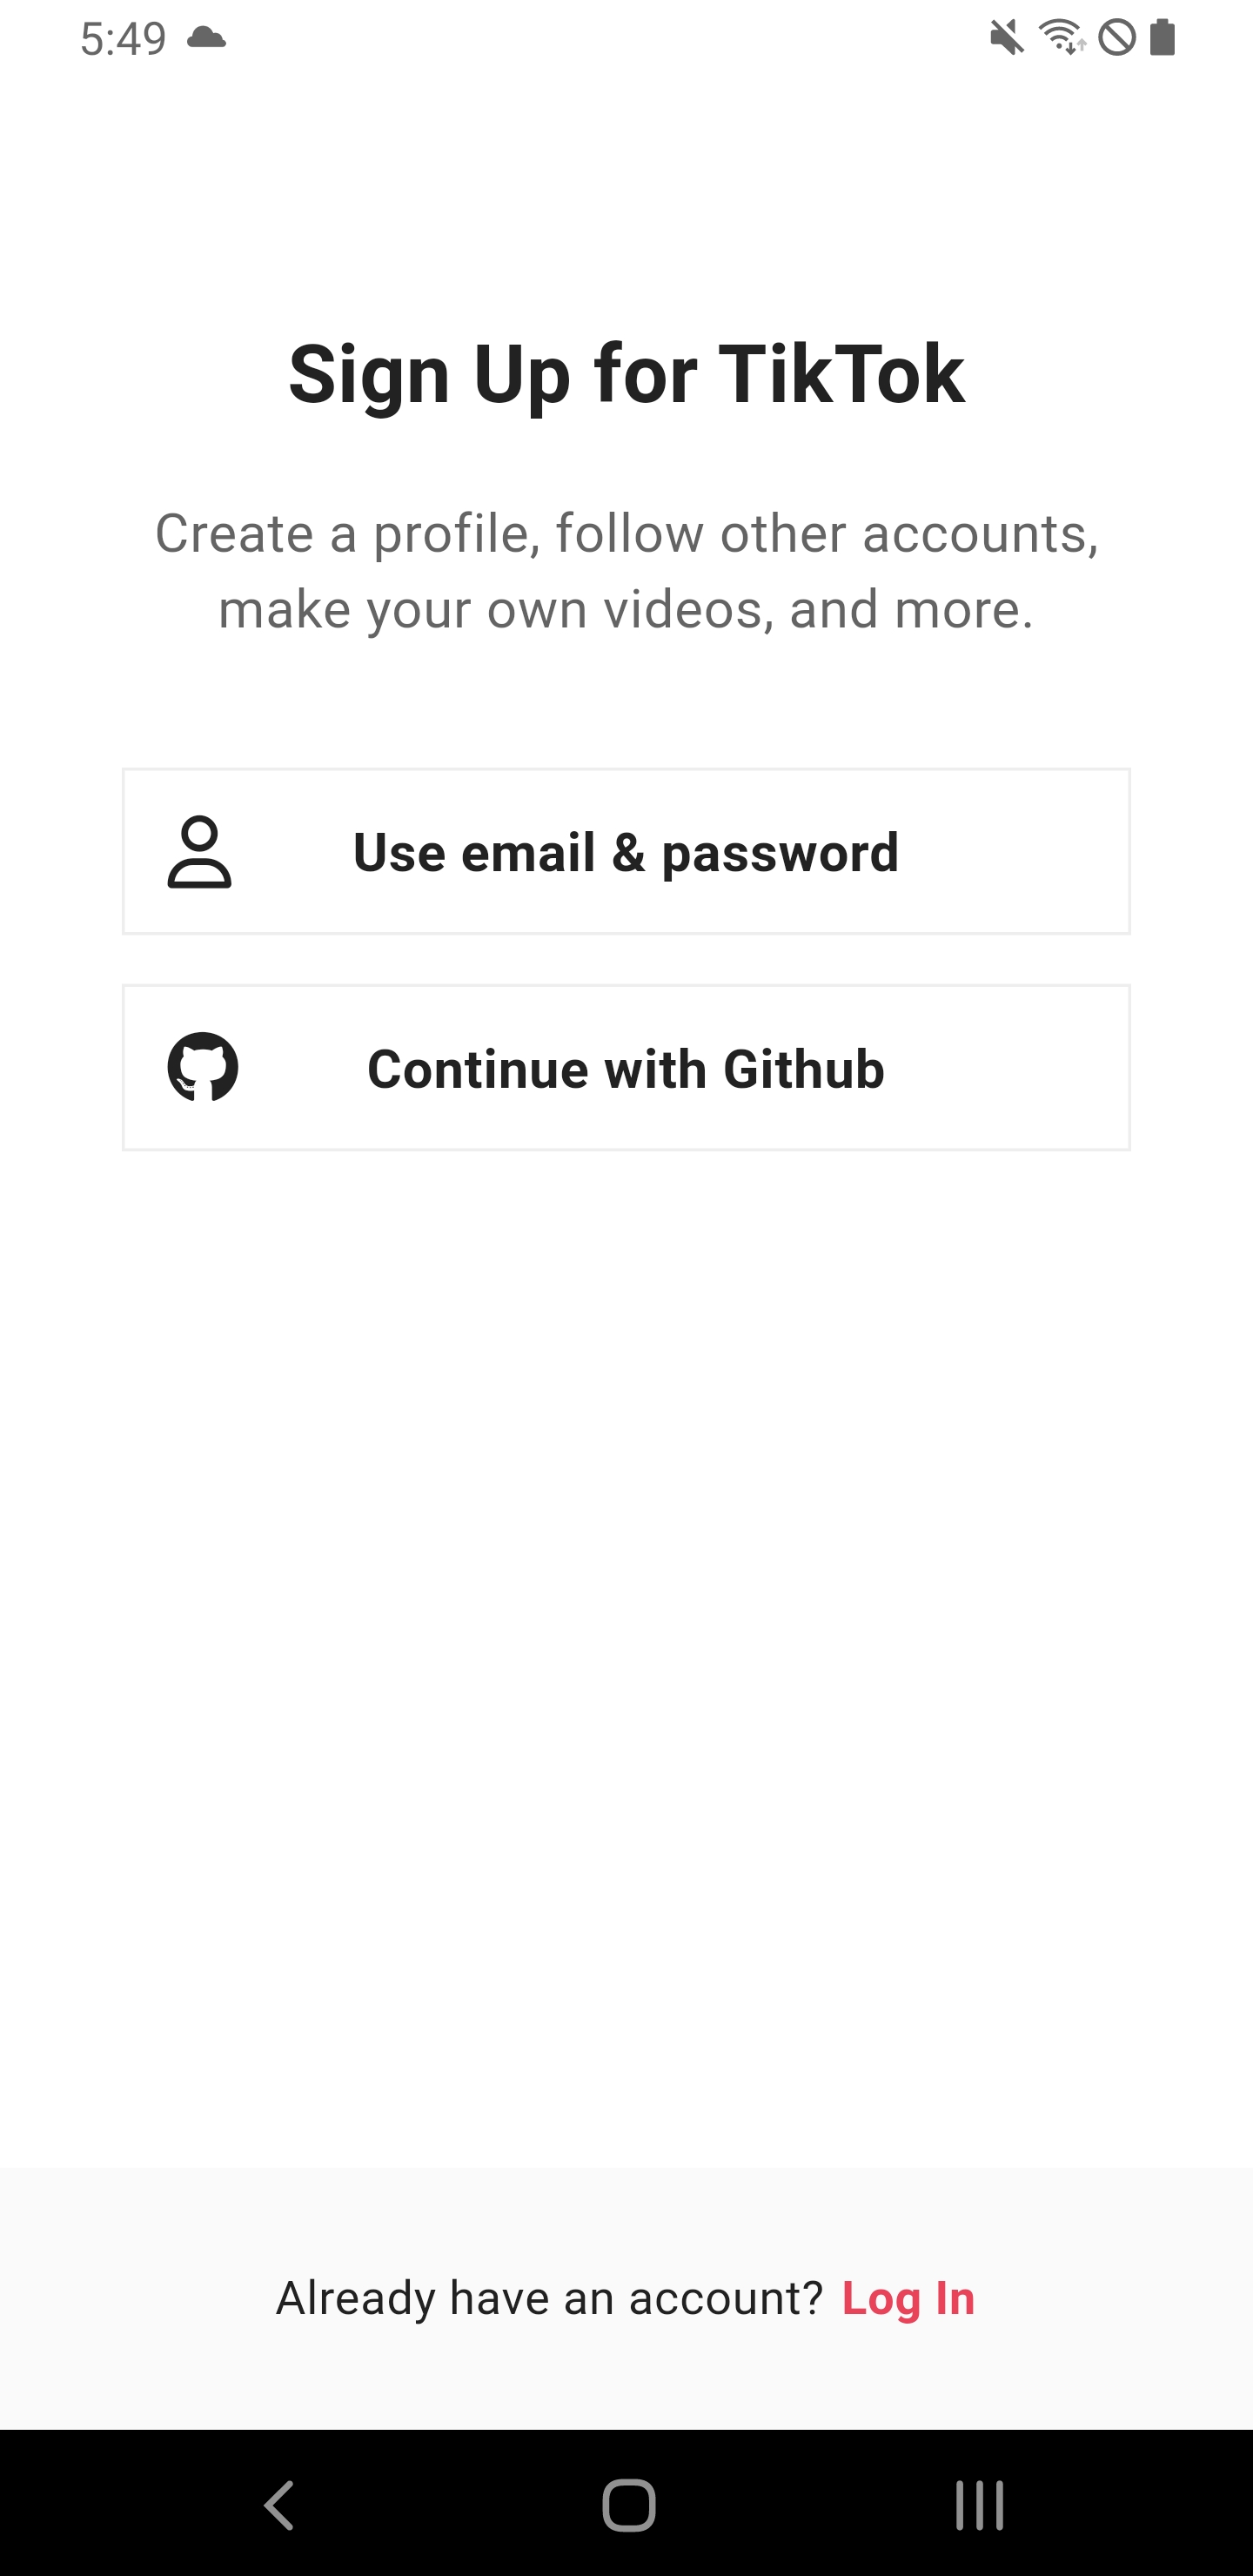 5:49
Sign Up for TikTok
Create a profile, follow other accounts,
make your own videos, and more.
Use email & password
Continue with Github
Already have an account? Log In